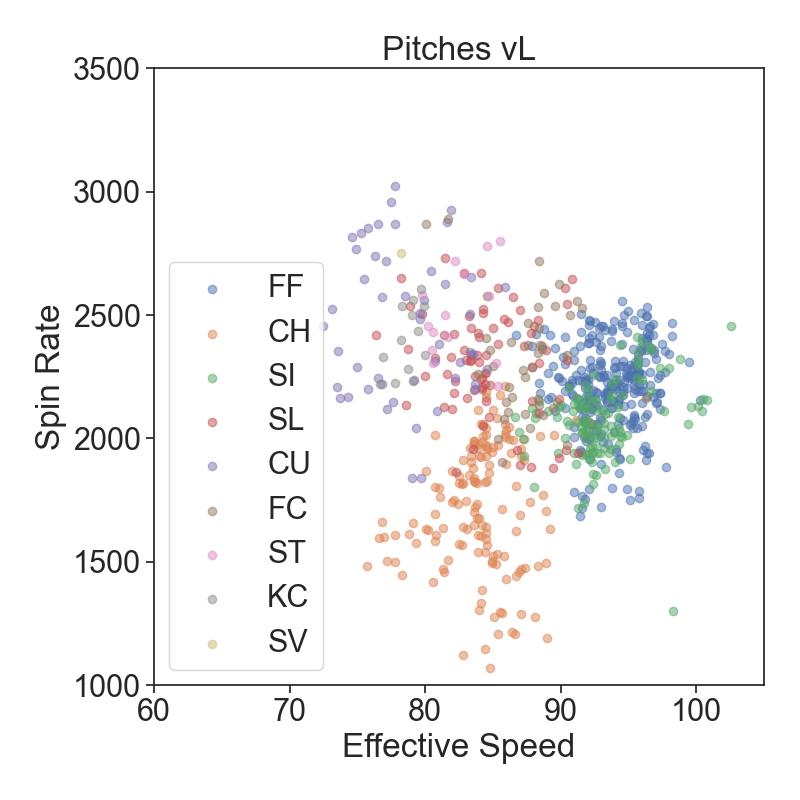 Pitches vL
3500
3000
2500
2000
1500
1000
Spin Rate
FF
CH
SI
SL
CU
FC
ST
KC
SV
60
70
80
90
100
Effective Speed